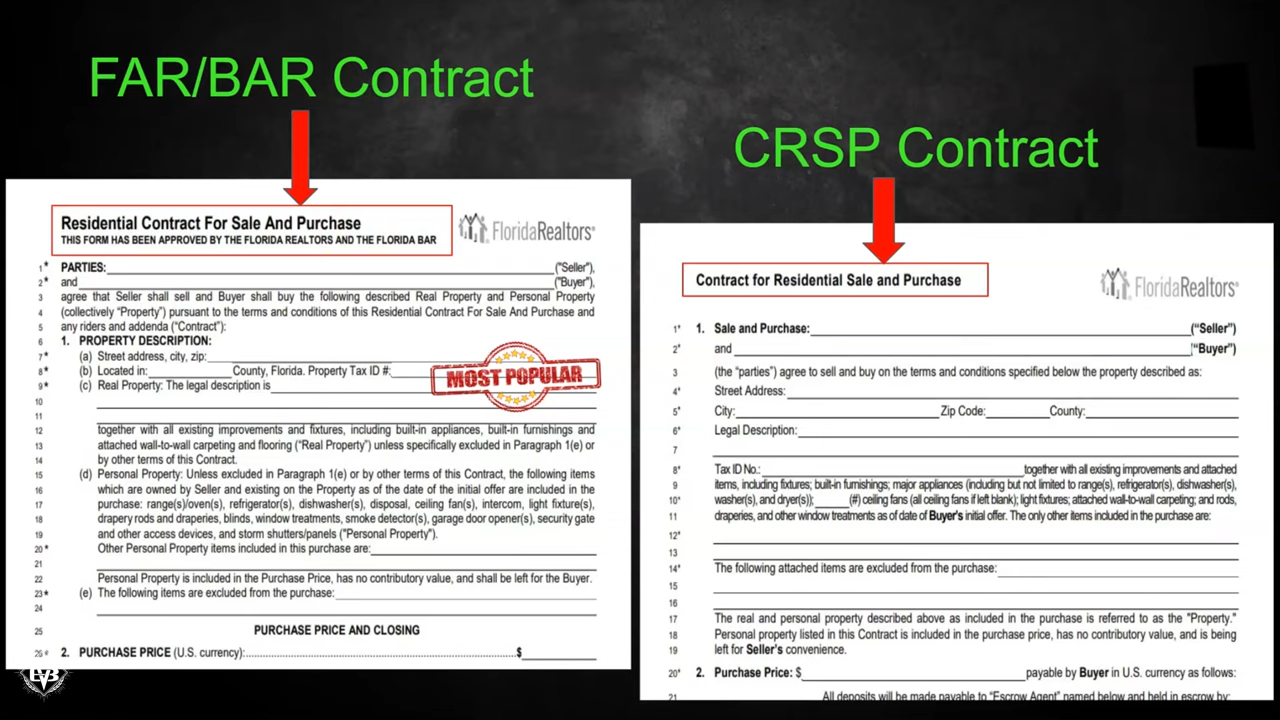 FAR/BAR Contract
CRSP Contract
Residential Contract For Sale And Purchase
THIS FORM HAS BEEN APPROVED BY THE FLORIDA REALTORS AND THE FLORIDA BAR
FloridaRealtors®
1* PARTIES: ("Seller"),
2* and ("Buyer"),
3 agree that Seller shall sell and Buyer shall buy the following described Real Property and Personal Property
4 (collectively "Property") pursuant to the terms and conditions of this Residential Contract For Sale And Purchase and
5 any riders and addenda ("Contract"):
6 1. PROPERTY DESCRIPTION:
7* (a) Street address, city, zip:
8* (b) Located in: County, Florida. Property Tax ID #:
9* (c) Real Property: The legal description is
MOST POPULAR
10
11
12 together with all existing improvements and fixtures, including built-in appliances, built-in furnishings and
13 attached wall-to-wall carpeting and flooring ("Real Property") unless specifically excluded in Paragraph 1(e) or
14 by other terms of this Contract.
15 (d) Personal Property: Unless excluded in Paragraph 1(e) or by other terms of this Contract, the following items
16 which are owned by Seller and existing on the Property as of the date of the initial offer are included in the
17 purchase: range(s)/oven(s), refrigerator(s), dishwasher(s), disposal, ceiling fan(s), intercom, light fixture(s),
18 drapery rods and draperies, blinds, window treatments, smoke detector(s), garage door opener(s), security gate
19 and other access devices, and storm shutters/panels ("Personal Property").
20* Other Personal Property items included in this purchase are:
21
22 Personal Property is included in the Purchase Price, has no contributory value, and shall be left for the Buyer.
23* (e) The following items are excluded from the purchase:
24
25 PURCHASE PRICE AND CLOSING
26* 2. PURCHASE PRICE (U.S. currency):.....$
LVB
Contract for Residential Sale and Purchase
FloridaRealtors®
1* 1. Sale and Purchase: ("Seller")
2* and ("Buyer")
3 (the "parties") agree to sell and buy on the terms and conditions specified below the property described as:
4* Street Address:
5* City: Zip Code: County:
6* Legal Description:
7
8* Tax ID No.: together with all existing improvements and attached
9 items, including fixtures; built-in furnishings; major appliances (including but not limited to range(s), refrigerator(s), dishwasher(s),
10* washer(s), and dryer(s)); (#) ceiling fans (all ceiling fans if left blank); light fixtures; attached wall-to-wall carpeting; and rods,
11 draperies, and other window treatments as of date of Buyer's initial offer. The only other items included in the purchase are:
12*
13
14* The following attached items are excluded from the purchase:
15
16
17 The real and personal property described above as included in the purchase is referred to as the "Property."
18 Personal property listed in this Contract is included in the purchase price, has no contributory value, and is being
19 left for Seller's convenience.
20* 2. Purchase Price: $ payable by Buyer in U.S. currency as follows:
21 All deposits will be made payable to "Escrow Agent" named below and held in escrow by: